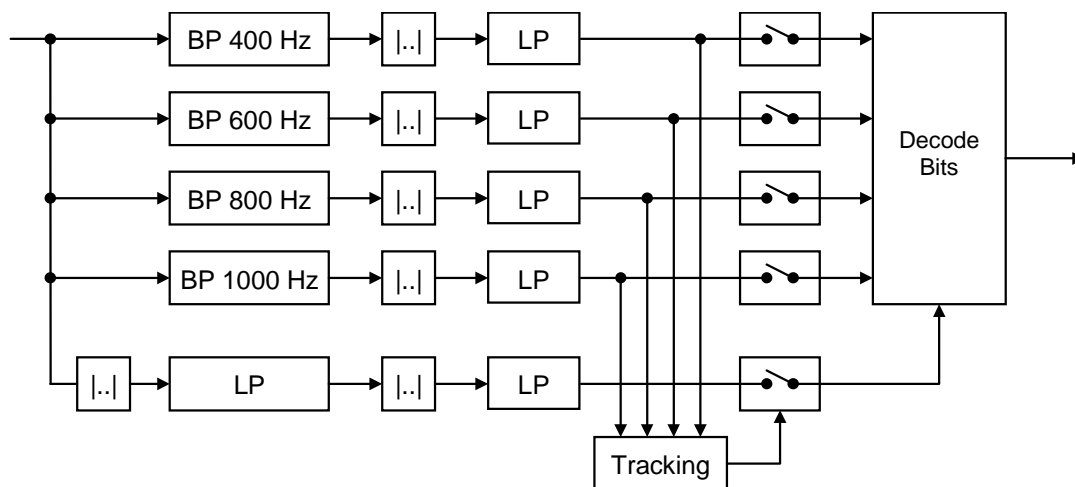 BP 400 Hz |..| LP
BP 600 Hz |..| LP
Decode
Bits
BP 800 Hz |..| LP
BP 1000 Hz |..| LP
|..| LP |..| LP
Tracking